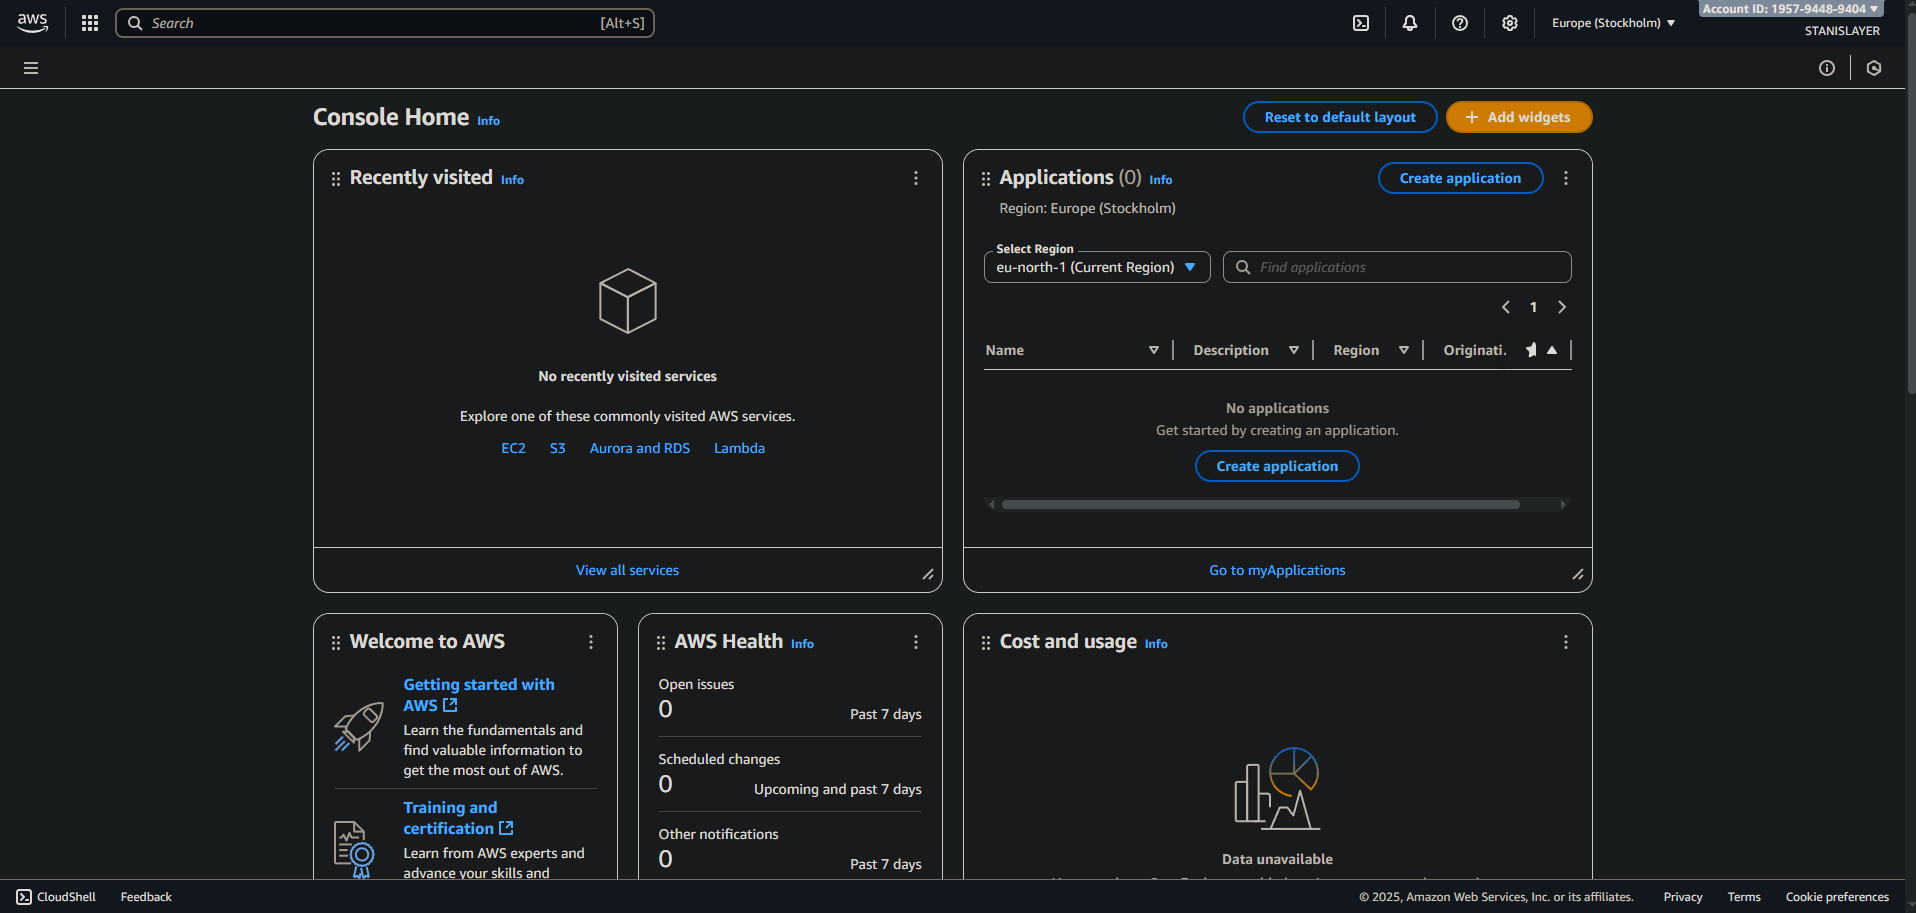 aws
Search
[Alt+S]
Europe (Stockholm)
Account ID: 1957-9448-9404
STANISLAYER
Console Home Info
Reset to default layout
Add widgets
Recently visited Info
No recently visited services
Explore one of these commonly visited AWS services.
EC2 S3 Aurora and RDS Lambda
View all services
Applications (0) Info
Create application
Region: Europe (Stockholm)
Select Region
eu-north-1 (Current Region)
Find applications
1
Name Description Region Originati.
No applications
Get started by creating an application.
Create application
Go to myApplications
Welcome to AWS
Getting started with
AWS
Learn the fundamentals and
find valuable information to
get the most out of AWS.
Training and
certification
Learn from AWS experts and
advance your skills and
AWS Health Info
Open issues
0
Past 7 days
Scheduled changes
0
Upcoming and past 7 days
Other notifications
0
Past 7 days
Cost and usage Info
Data unavailable
CloudShell
Feedback
© 2025, Amazon Web Services, Inc. or its affiliates.
Privacy
Terms
Cookie preferences